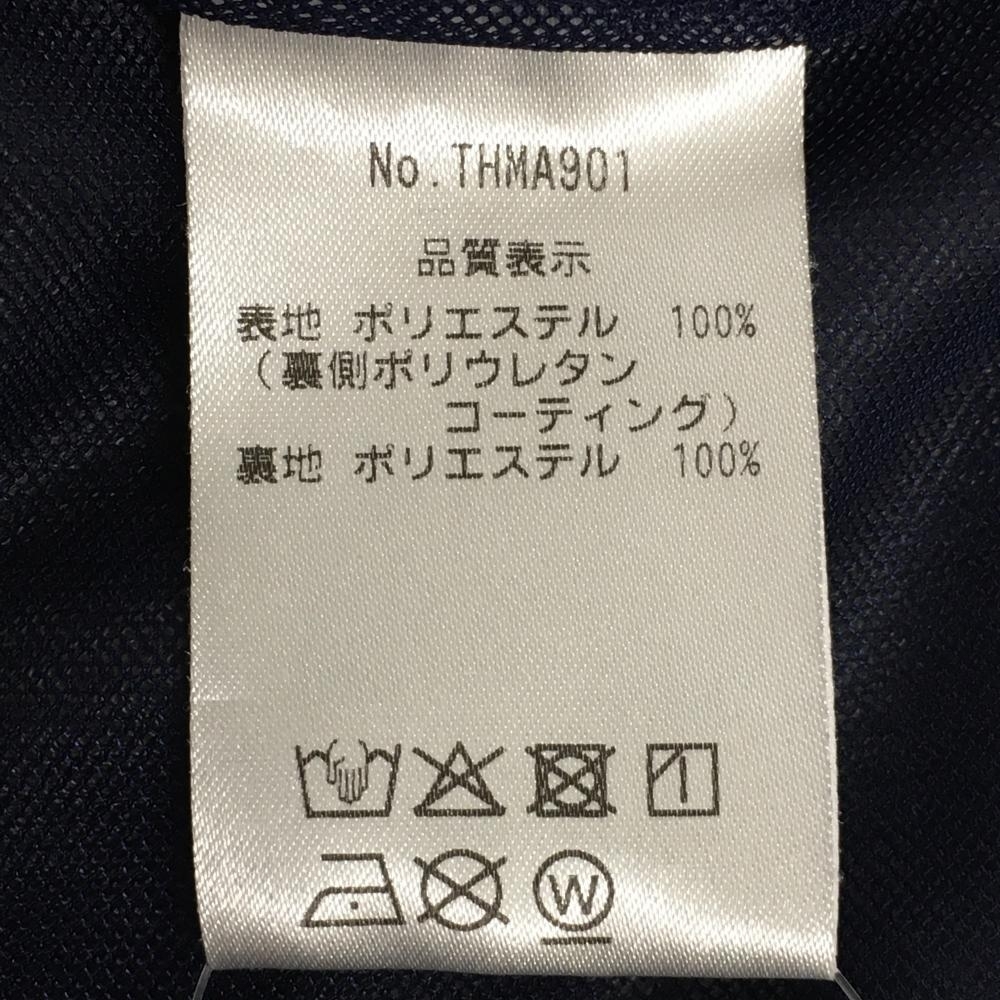 No.THMA901
品質表示
表地 ポリエステル 100%
（裏側ポリウレタン
コーティング）
裏地 ポリエステル 100%
W